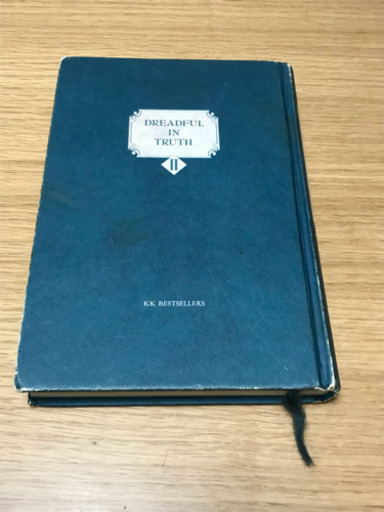 DREADFUL
IN
TRUTH
II
KK BESTSELLERS